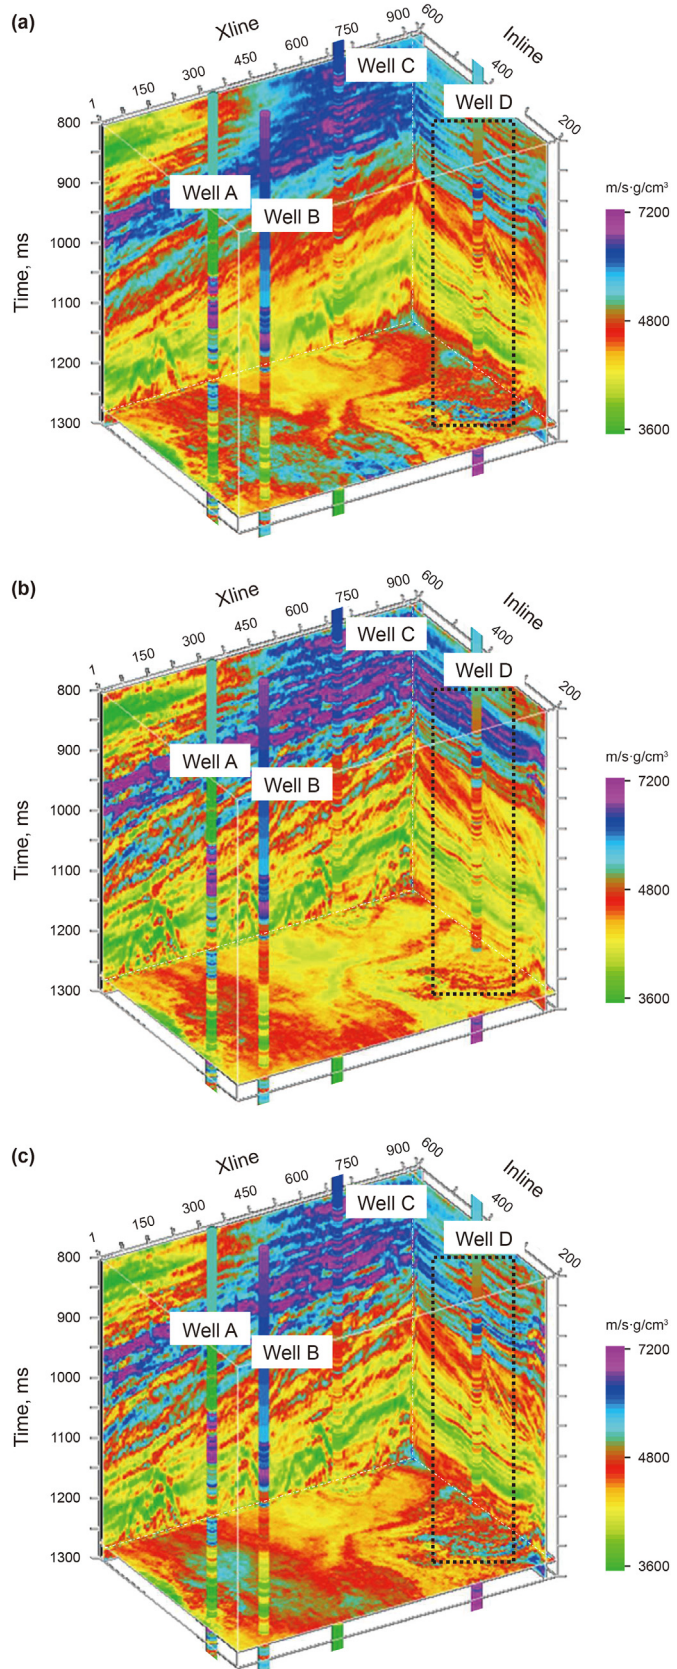 (a)
Xline
Inline
1
150
300
450
600
750
900
600
400
200
Well A
Well B
Well C
Well D
Time, ms
800
900
1000
1100
1200
1300
m/s·g/cm³
7200
4800
3600
(b)
Xline
Inline
1
150
300
450
600
750
900
600
400
200
Well A
Well B
Well C
Well D
Time, ms
800
900
1000
1100
1200
1300
m/s·g/cm³
7200
4800
3600
(c)
Xline
Inline
1
150
300
450
600
750
900
600
400
200
Well A
Well B
Well C
Well D
Time, ms
800
900
1000
1100
1200
1300
m/s·g/cm³
7200
4800
3600